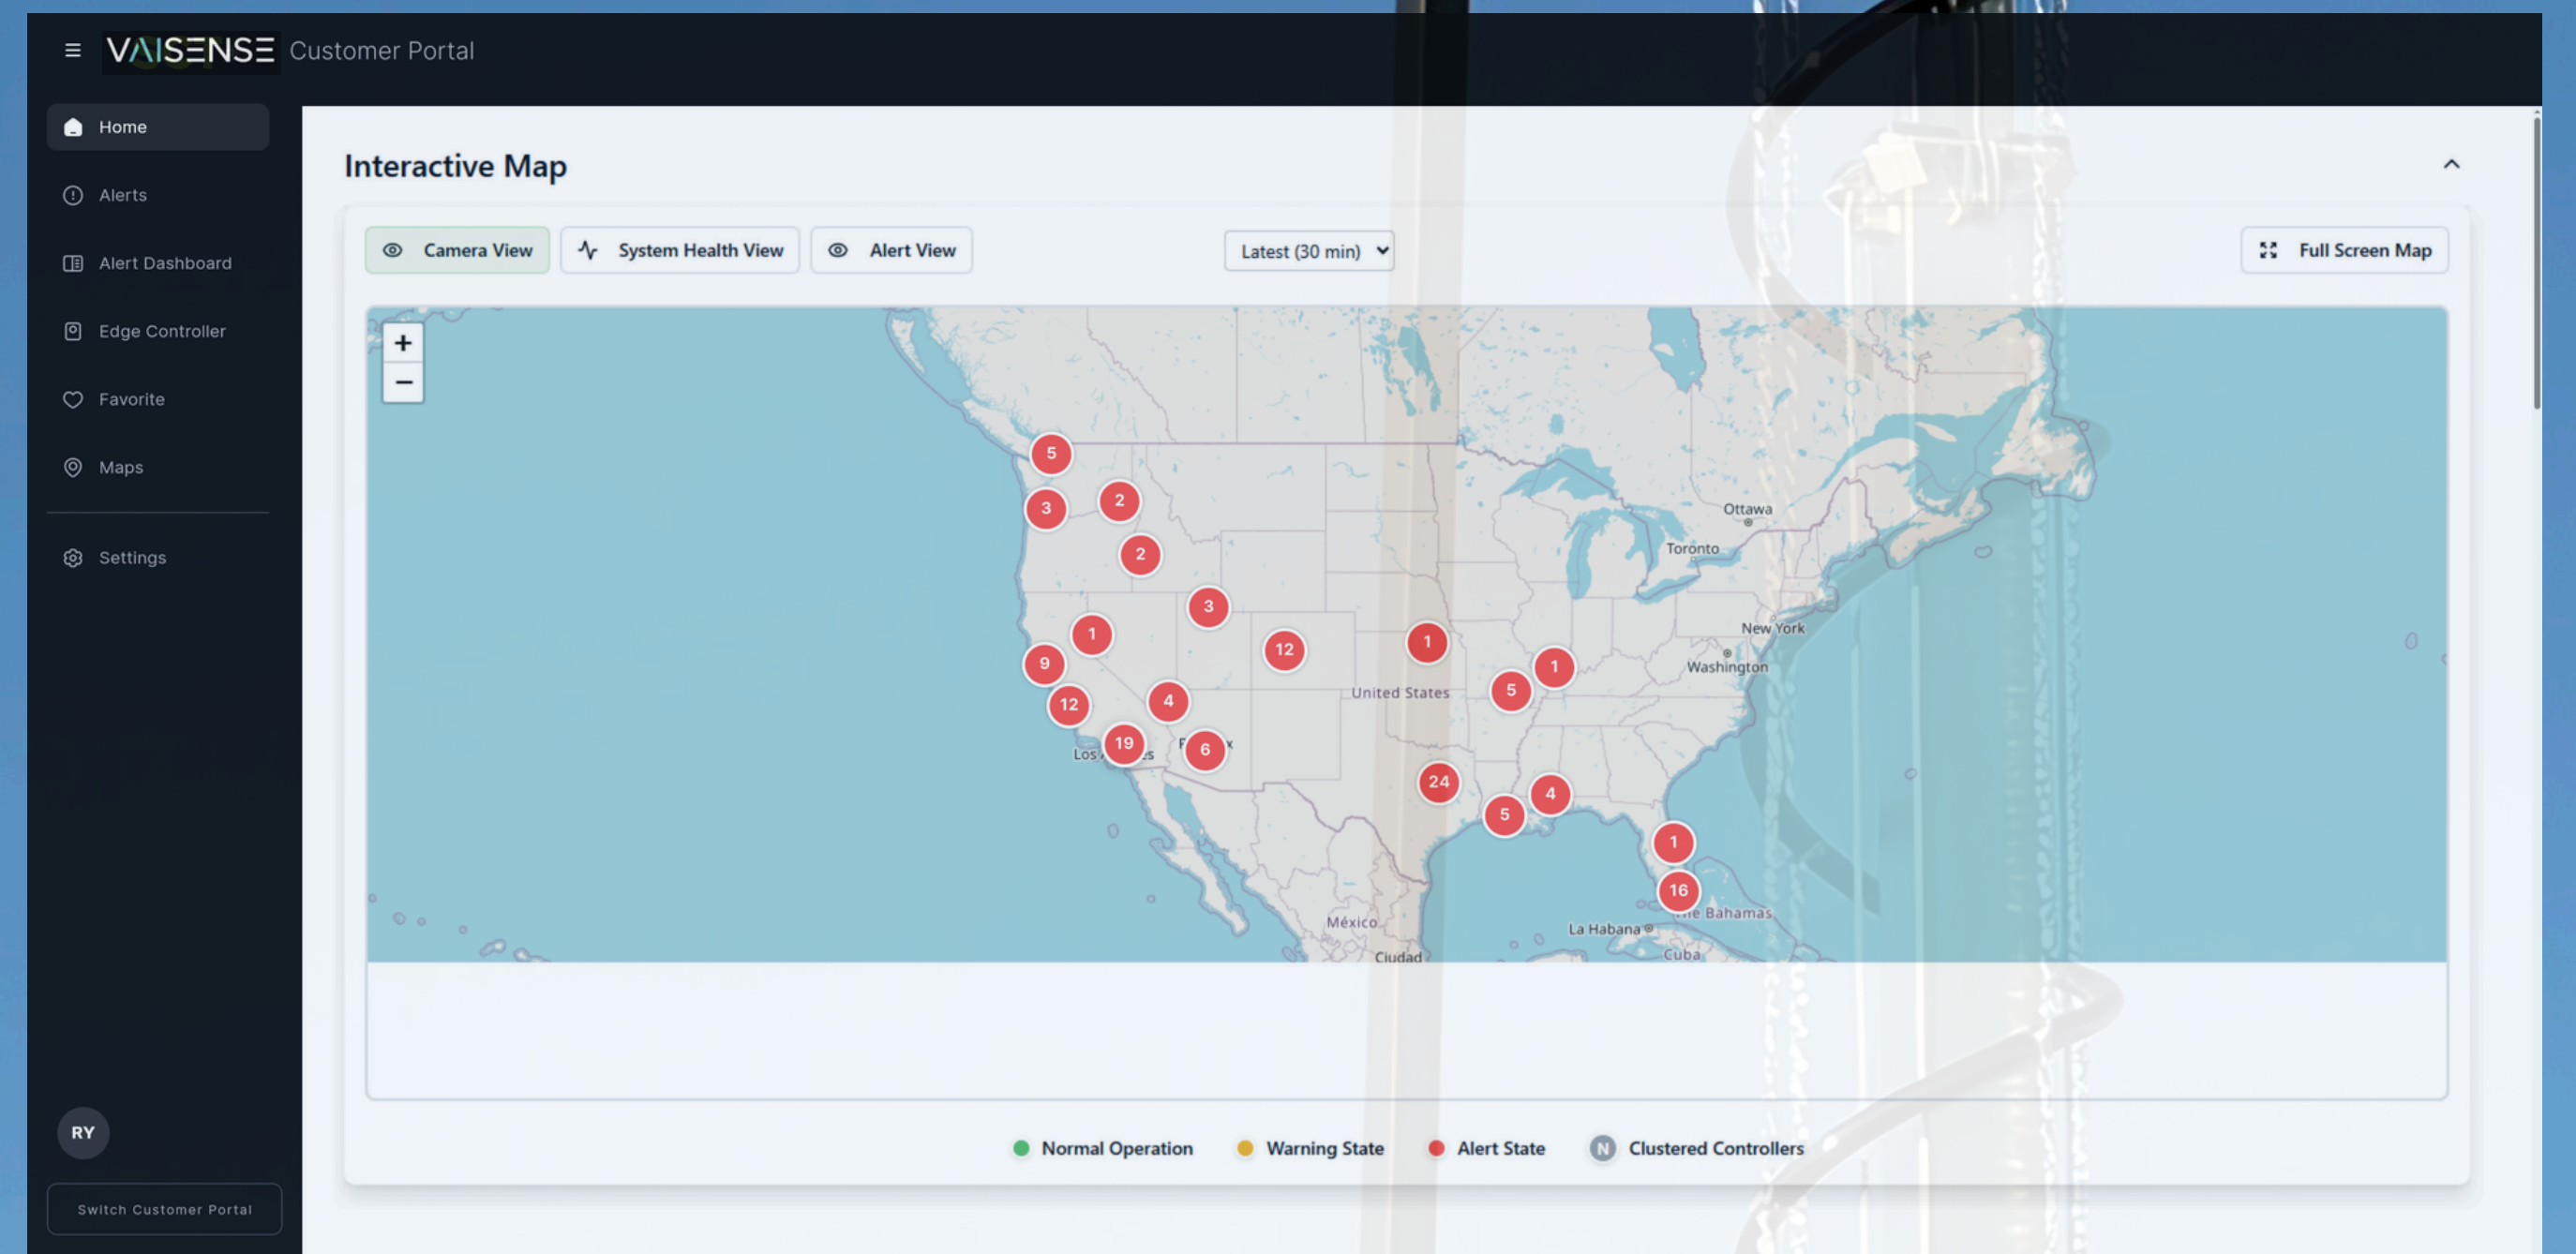 VAISENSE Customer Portal
Home
Alerts
Alert Dashboard
Edge Controller
Favorite
Maps
Settings
RY
Switch Customer Portal
Interactive Map
Camera View
System Health View
Alert View
Latest (30 min)
Full Screen Map
+
−
5
3
2
2
3
1
9
12
12
4
19
6
1
1
5
24
5
4
1
16
Ottawa
Toronto
New York
Washington
United States
Los
México
Ciudad
La Habana
Bahamas
Cuba
Normal Operation
Warning State
Alert State
N
Clustered Controllers